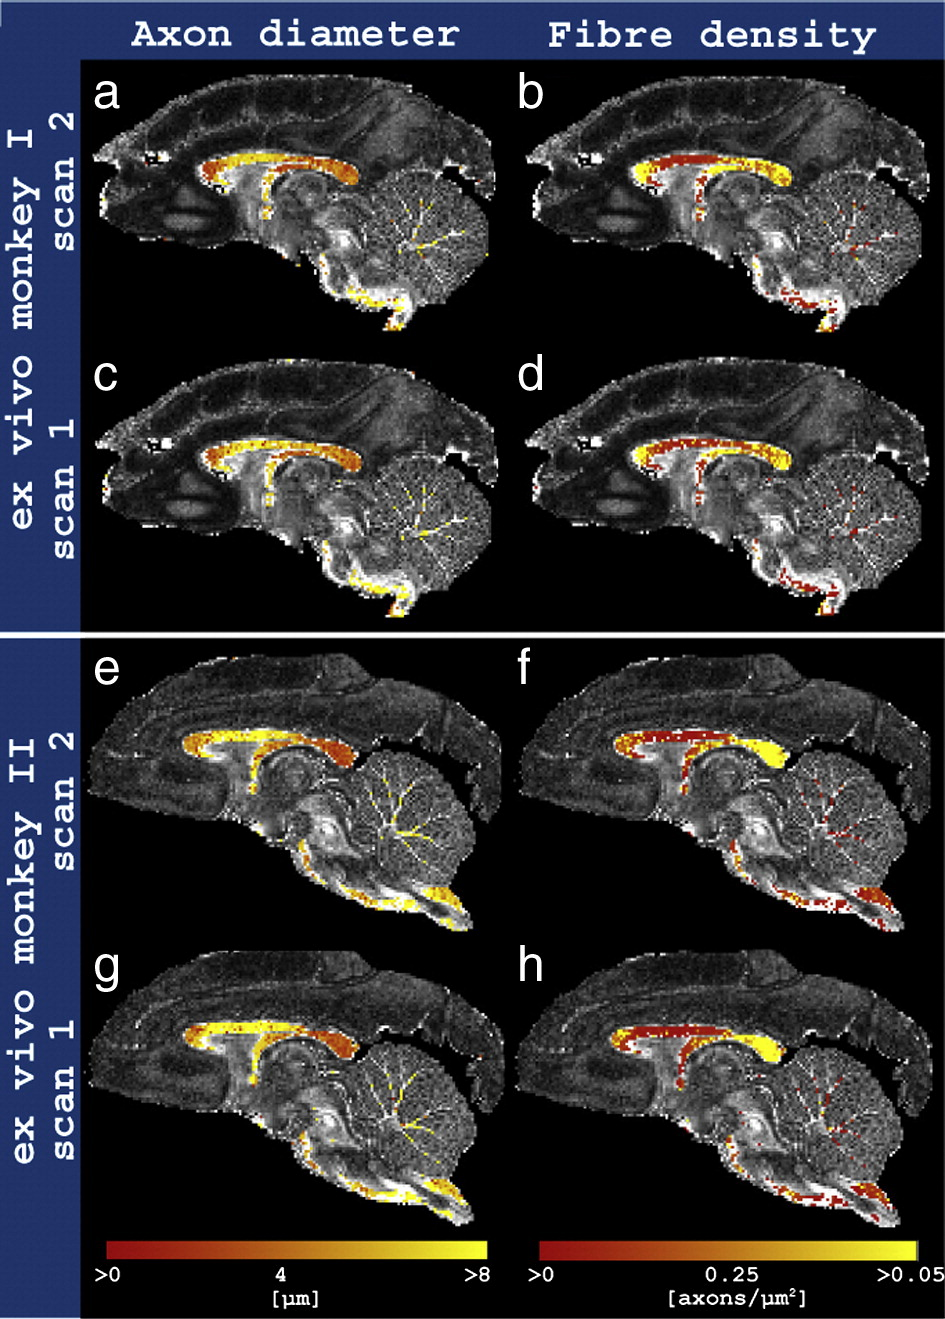 Axon diameter
Fibre density
ex vivo monkey I
scan 2
scan 1
a
b
c
d
ex vivo monkey II
scan 2
scan 1
e
f
g
h
>0
4
>8
[µm]
>0
0.25
>0.05
[axons/µm²]